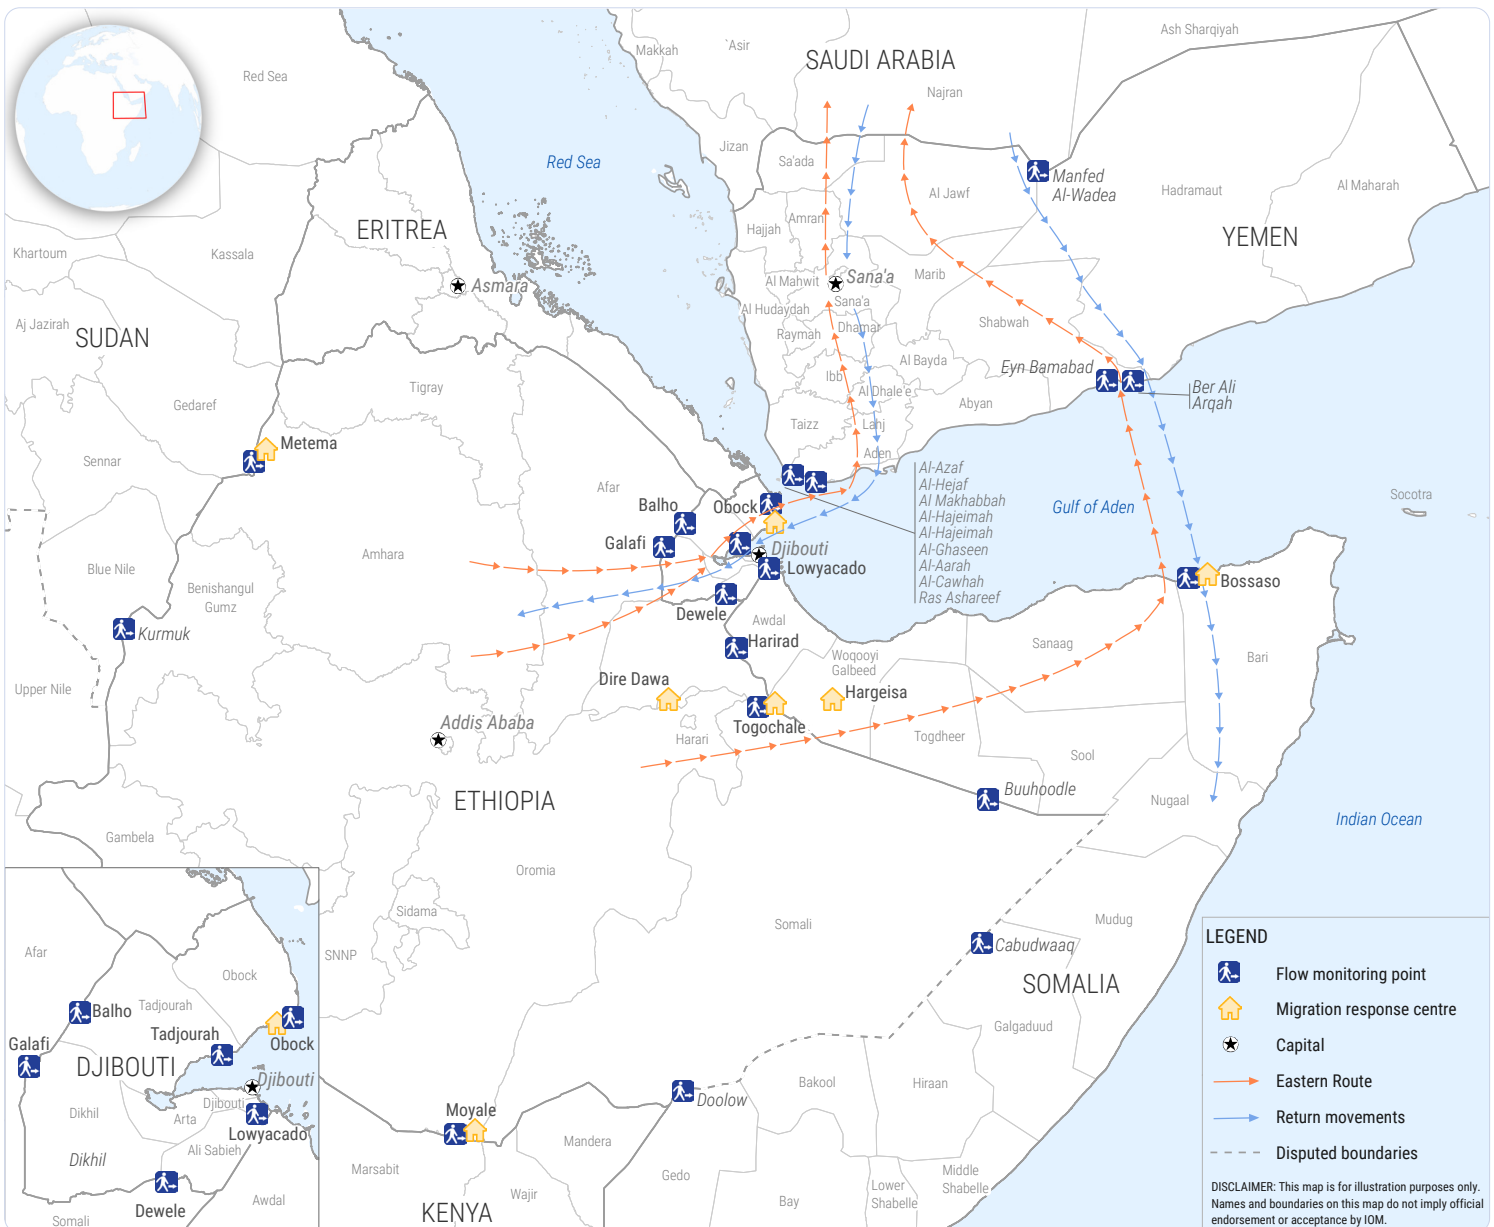 SAUDI ARABIA
Ash Sharqiyah
Makkah
'Asir
Red Sea
Najran
Jizan
Sa'ada
Red Sea
Manfed
Al-Wadea
Al Jawf
Hadramaut
Al Maharah
Amran
Hajjah
ERITREA
YEMEN
Khartoum
Kassala
Asmara
Al Mahwit
Sana'a
Marib
Sana'a
Al Hudaydah
Dhamar
Raymah
Shabwah
Aj Jazirah
SUDAN
Al Bayda
Eyn Bamabad
Ibb
Al Dhale'e
Ber Ali
Arqah
Tigray
Gedaref
Abyan
Taizz
Lahj
Metema
Aden
Sennar
Al-Azaf
Al-Hejaf
Al Makhabbah
Al-Hajeimah
Al-Hajeimah
Al-Ghaseen
Al-Aarah
Al-Cawhah
Ras Ashareef
Afar
Balho
Obock
Gulf of Aden
Socotra
Galafi
Djibouti
Lowyacado
Amhara
Blue Nile
Benishangul
Gumz
Bossaso
Dewele
Awdal
Kurmuk
Harirad
Sanaag
Woqooyi
Galbeed
Bari
Upper Nile
Dire Dawa
Hargeisa
Addis Ababa
Togochale
Harari
Togdheer
Sool
ETHIOPIA
Buuhoodle
Nugaal
Indian Ocean
Gambela
Oromia
Sidama
Somali
Mudug
SNNP
Cabudwaaq
SOMALIA
Galgaduud
Bakool
Hiraan
Doolow
Moyale
Mandera
Marsabit
Gedo
Middle
Shabelle
Wajir
Bay
Lower
Shabelle
KENYA
Afar
Obock
Balho
Tadjourah
Tadjourah
Galafi
Obock
DJIBOUTI
Djibouti
Djibouti
Dikhil
Arta
Lowyacado
Ali Sabieh
Dikhil
Dewele
Awdal
Somali
LEGEND
Flow monitoring point
Migration response centre
Capital
Eastern Route
Return movements
Disputed boundaries
DISCLAIMER: This map is for illustration purposes only.
Names and boundaries on this map do not imply official
endorsement or acceptance by IOM.